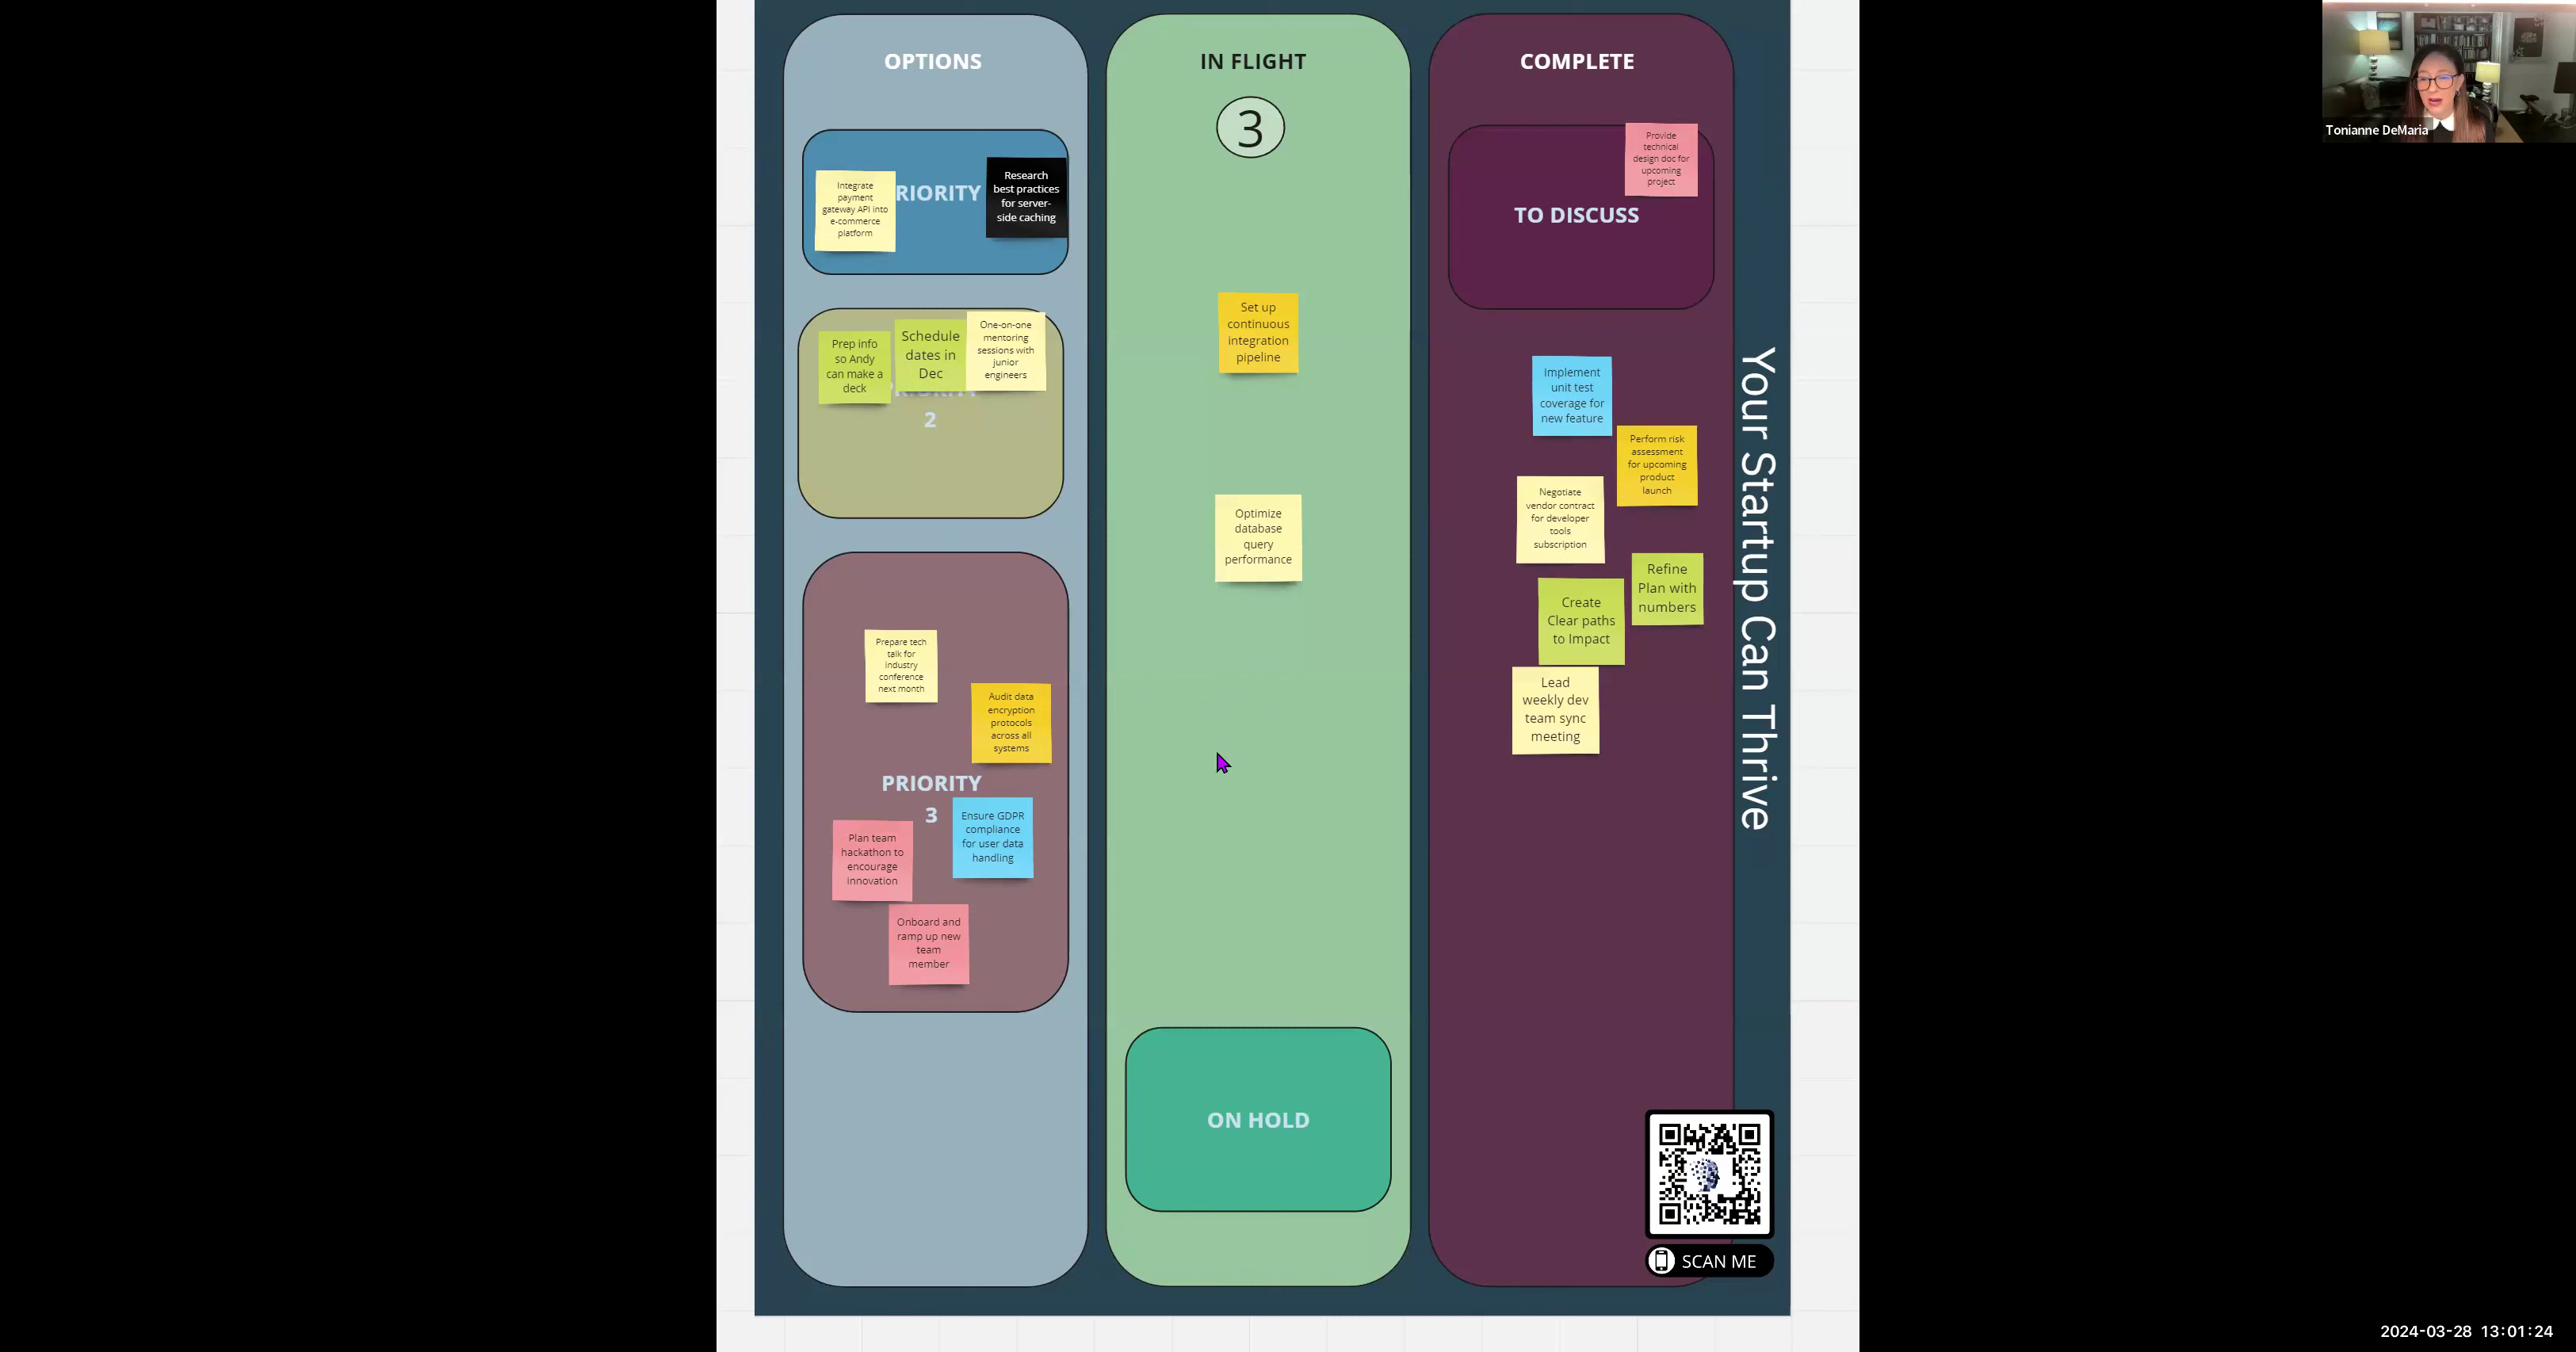 OPTIONS
RIORITY
Integrate
payment
gateway API into
e-commerce
platform
Research
best practices
for server-
side caching
Prep info
so Andy
can make a
deck
Schedule
dates in
Dec
One-on-one
mentoring
sessions with
junior
engineers
PRIORITY
2
Prepare tech
talk for
industry
conference
next month
Audit data
encryption
protocols
across all
systems
PRIORITY
3
Plan team
hackathon to
encourage
innovation
Ensure GDPR
compliance
for user data
handling
Onboard and
ramp up new
team
member
IN FLIGHT
3
Set up
continuous
integration
pipeline
Optimize
database
query
performance
ON HOLD
COMPLETE
Provide
technical
design doc for
upcoming
project
TO DISCUSS
Implement
unit test
coverage for
new feature
Perform risk
assessment
for upcoming
product
launch
Negotiate
vendor contract
for developer
tools
subscription
Refine
Plan with
numbers
Create
Clear paths
to Impact
Lead
weekly dev
team sync
meeting
Your Startup Can Thrive
SCAN ME
Tonianne DeMaria
2024-03-28 13:01:24